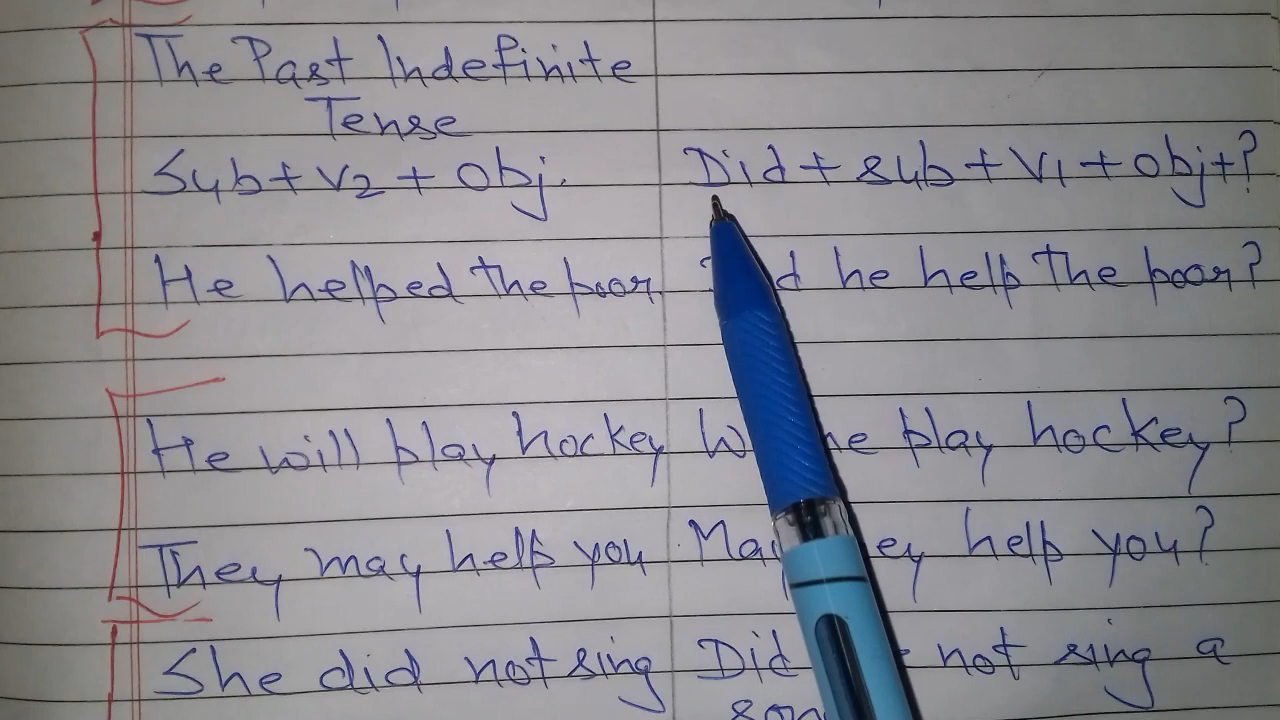 The Past Indefinite
Tense
Sub + V2 + Obj. Did + sub + V1 + obj + ?
He helped the poor. he help the poor?
He will play hockey play hockey?
They may help you. help you?
She did not sing Did not sing a